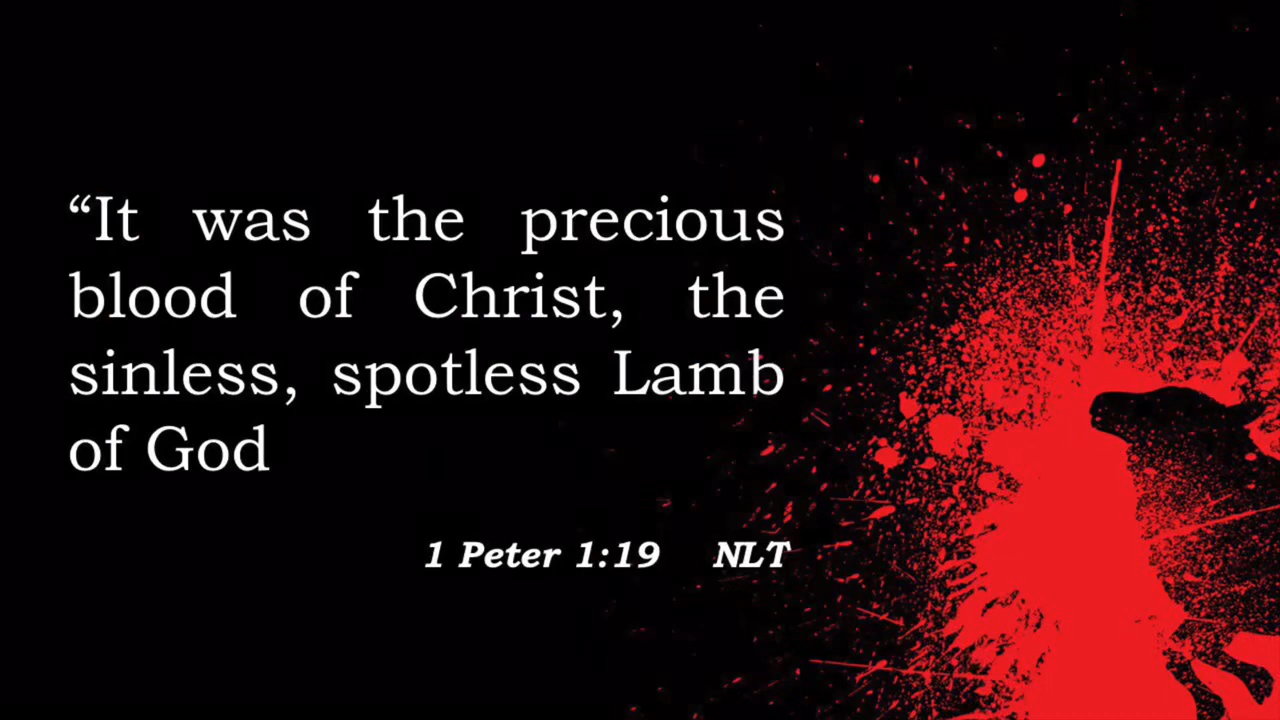 “It was the precious
blood of Christ, the
sinless, spotless Lamb
of God
1 Peter 1:19 NLT